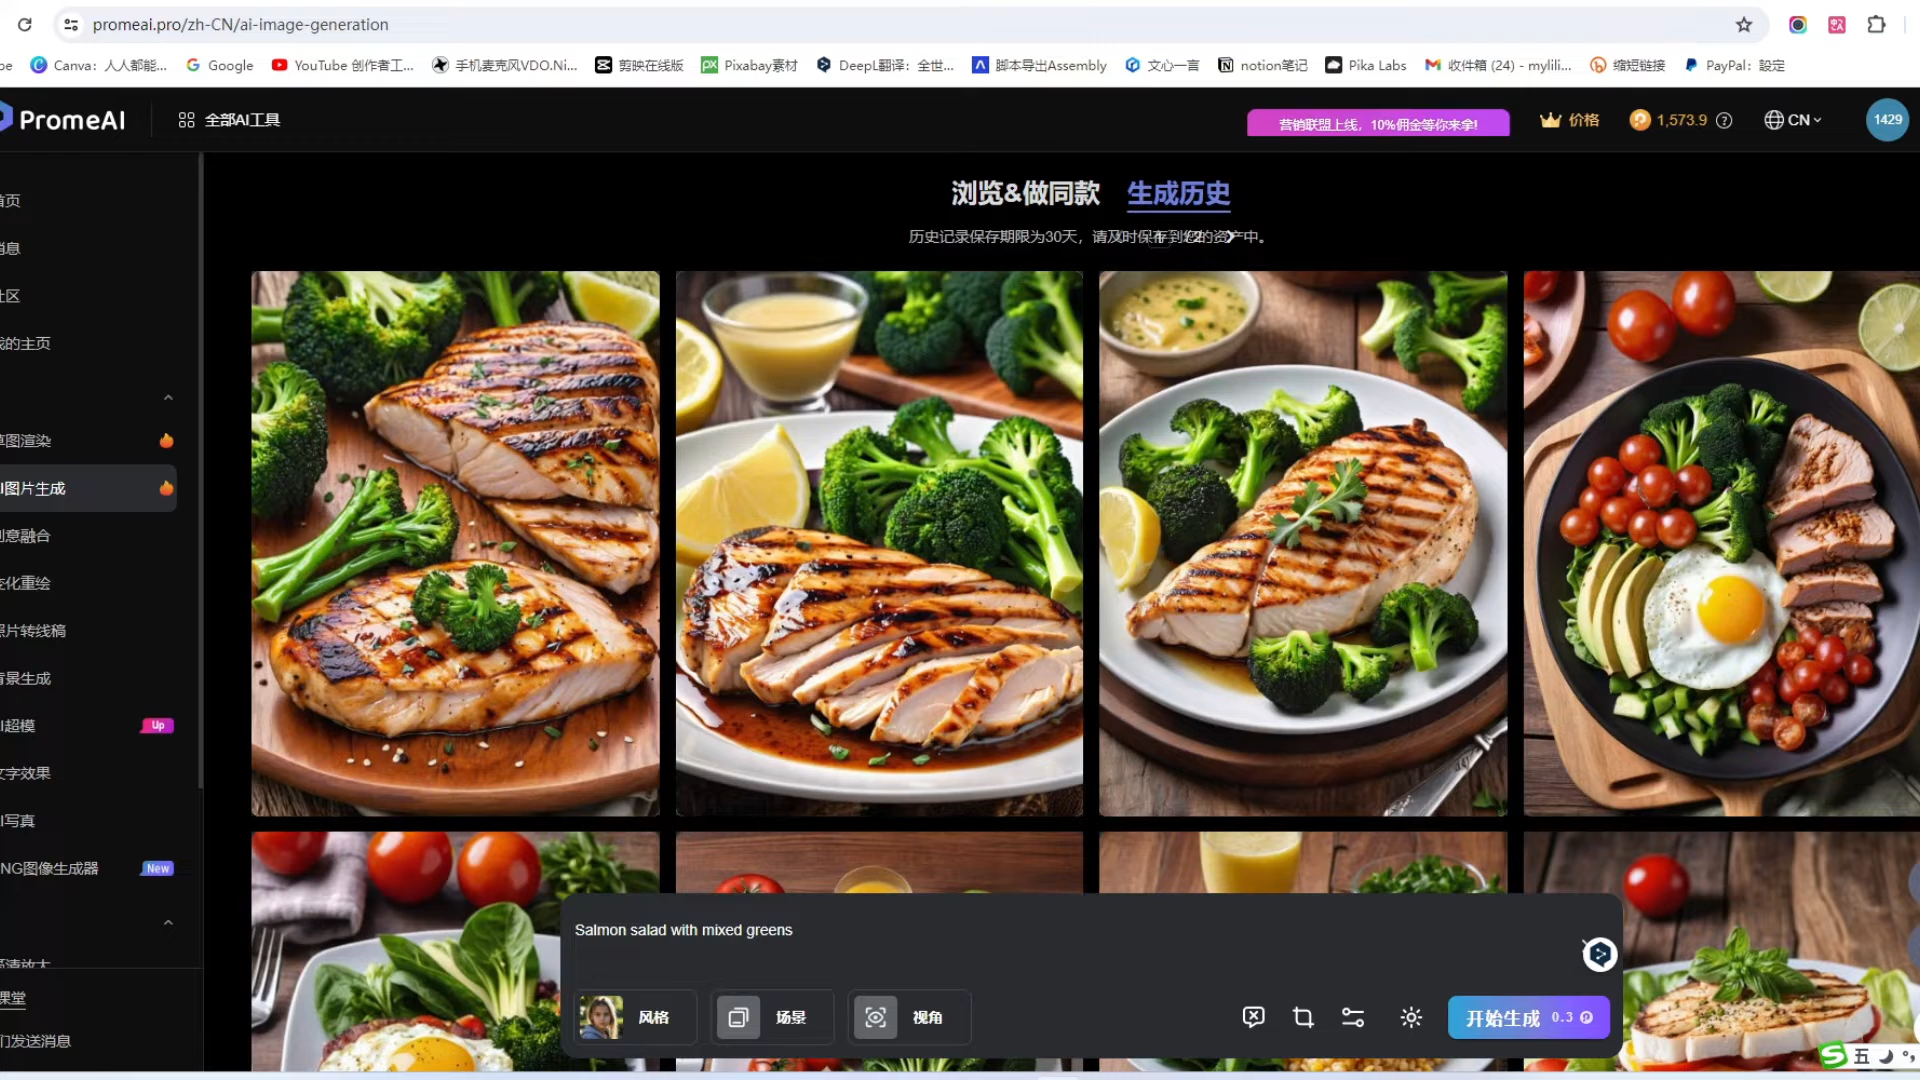 promeai.pro/zh-CN/ai-image-generation
Canva：人人都能... Google YouTube 创作者工... 手机麦克风VDO.Ni... 剪映在线版 Pixabay素材 DeepL翻译：全世... 脚本导出Assembly 文心一言 notion笔记 Pika Labs 收件箱 (24) - mylili... 缩短链接 PayPal：設定
PromeAI 全部AI工具 营销联盟上线，10%佣金等你来拿! 价格 1,573.9 CN 1429
浏览&做同款 生成历史
历史记录保存期限为30天，请及时保存到您的资产中。
首页
消息
社区
我的主页
草图渲染
AI图片生成
创意融合
变化重绘
照片转线稿
背景生成
AI超模 Up
文字效果
AI写真
PNG图像生成器 New
高清放大
课堂
们发送消息
Salmon salad with mixed greens
风格 场景 视角 开始生成 0.3
五